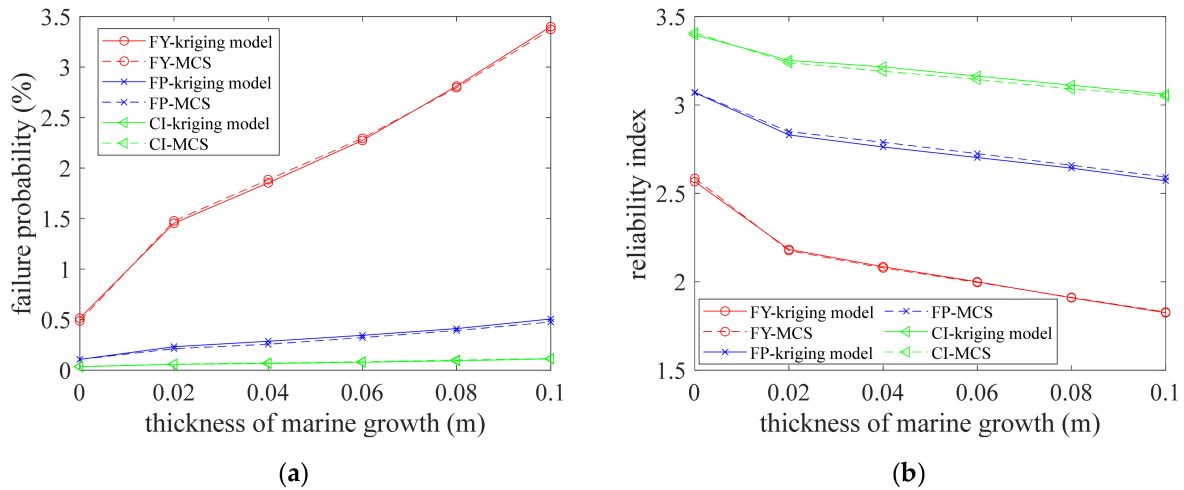 3.5
3
2.5
2
1.5
1
0.5
0
failure probability (%)
FY-kriging model
FY-MCS
FP-kriging model
FP-MCS
CI-kriging model
CI-MCS
0 0.02 0.04 0.06 0.08 0.1
thickness of marine growth (m)
(a)
3.5
3
2.5
2
1.5
reliability index
FY-kriging model
FY-MCS
FP-kriging model
FP-MCS
CI-kriging model
CI-MCS
0 0.02 0.04 0.06 0.08 0.1
thickness of marine growth (m)
(b)